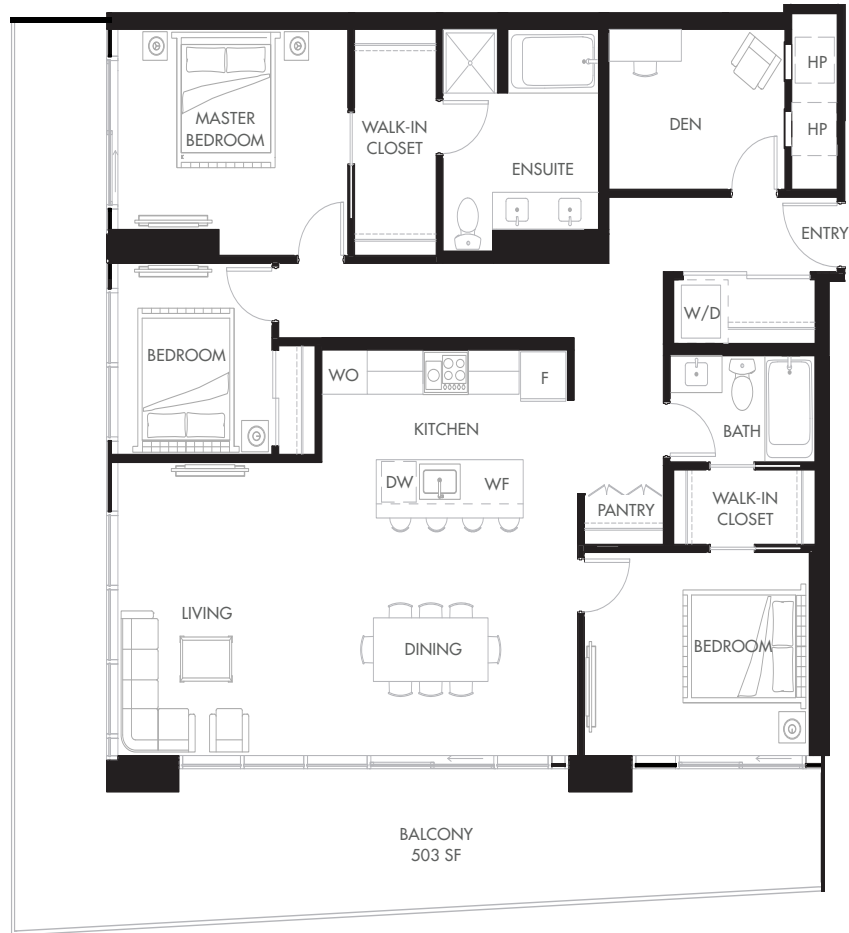 HP
MASTER
BEDROOM
WALK-IN
CLOSET
DEN
HP
ENSUITE
ENTRY
W/D
BEDROOM
WO
F
KITCHEN
BATH
DW
WF
WALK-IN
CLOSET
PANTRY
LIVING
DINING
BEDROOM
BALCONY
503 SF